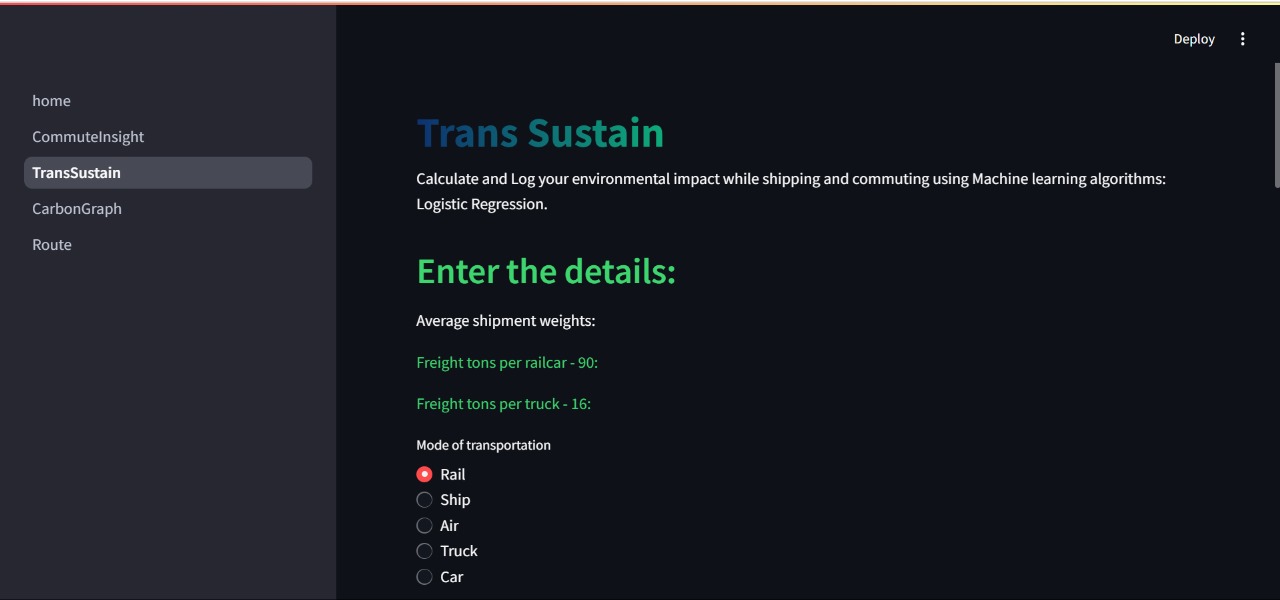 Deploy
home
CommuteInsight
TransSustain
CarbonGraph
Route
Trans Sustain
Calculate and Log your environmental impact while shipping and commuting using Machine learning algorithms:
Logistic Regression.
Enter the details:
Average shipment weights:
Freight tons per railcar - 90:
Freight tons per truck - 16:
Mode of transportation
Rail
Ship
Air
Truck
Car